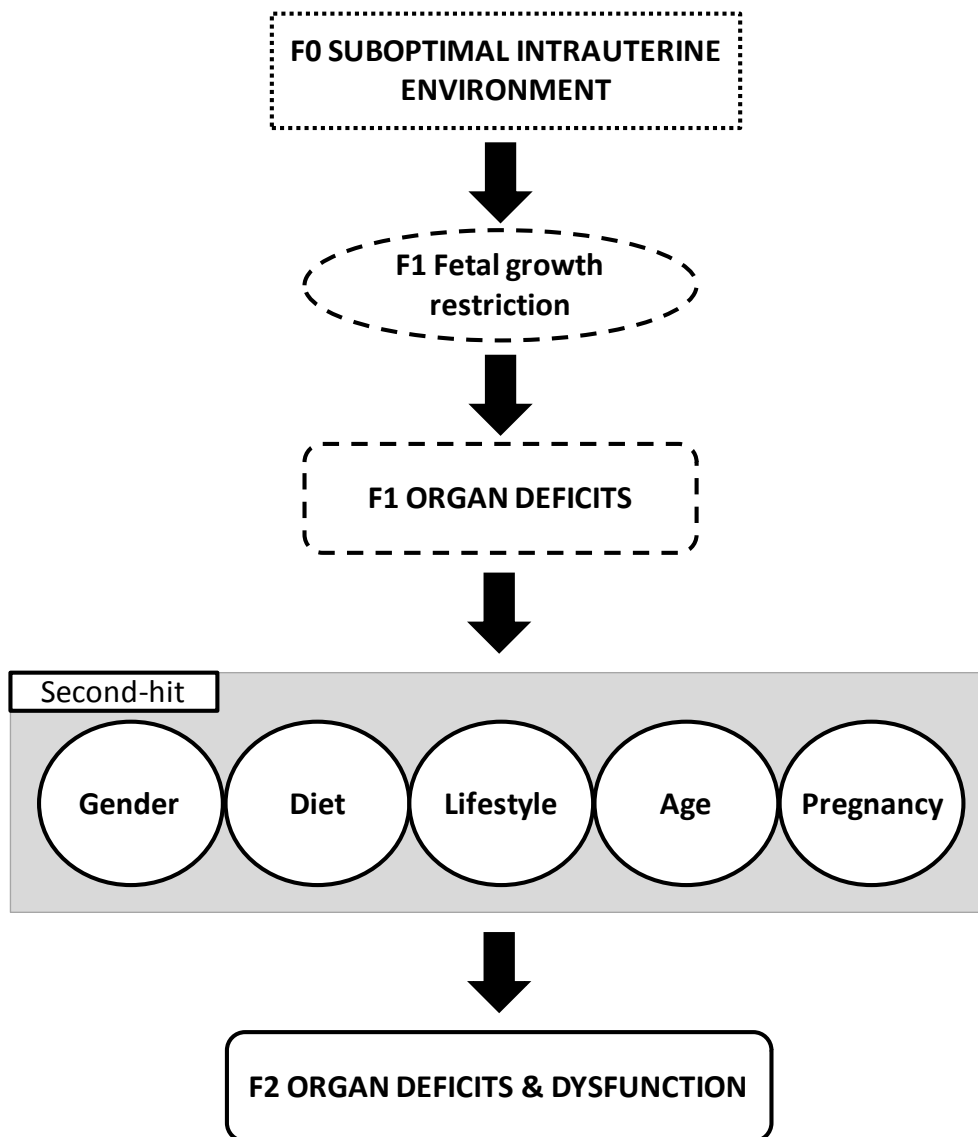 F0 SUBOPTIMAL INTRAUTERINE
ENVIRONMENT
F1 Fetal growth
restriction
F1 ORGAN DEFICITS
Second-hit
Gender
Diet
Lifestyle
Age
Pregnancy
F2 ORGAN DEFICITS & DYSFUNCTION